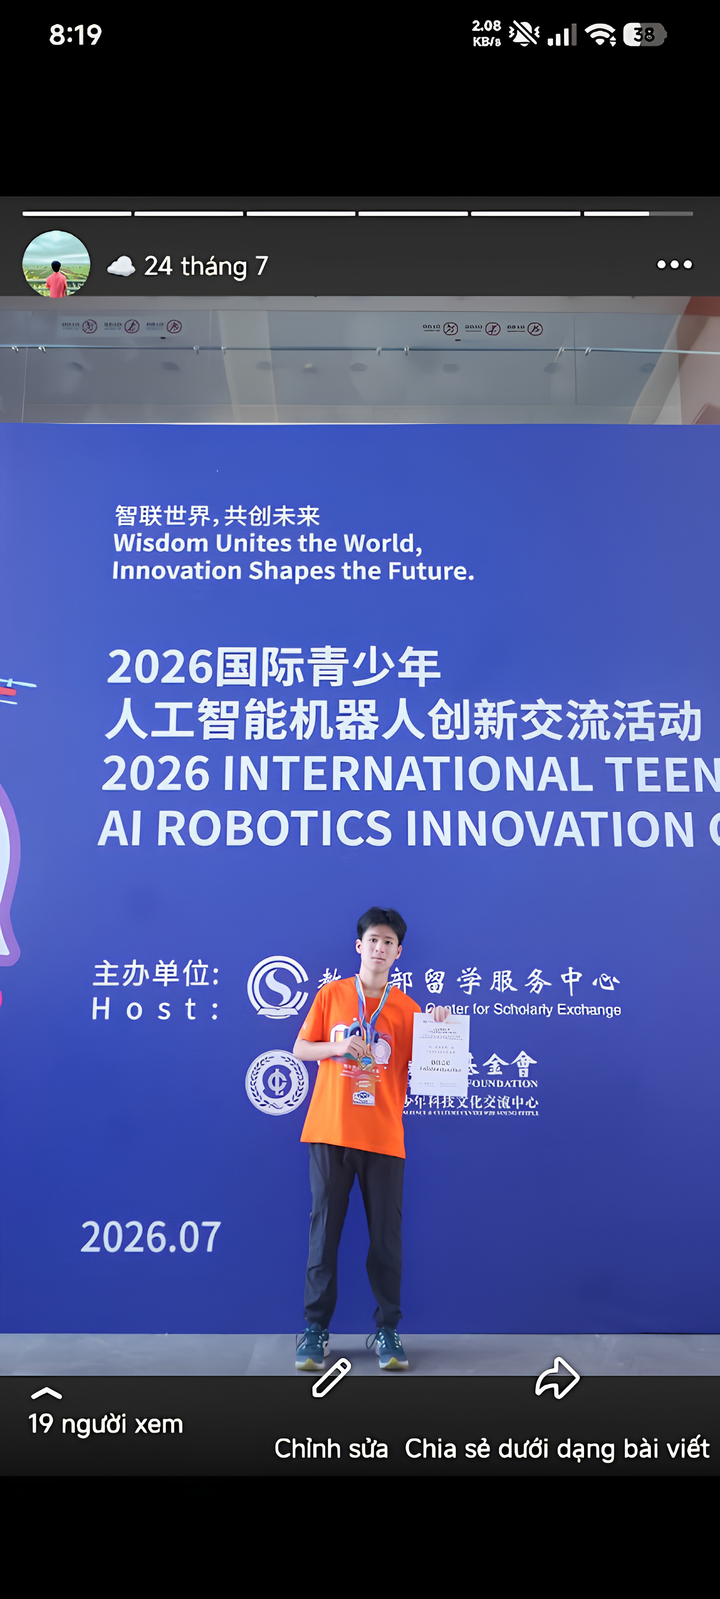 8:19
2.08
KB/s
38
24 tháng 7
智联世界,共创未来
Wisdom Unites the World,
Innovation Shapes the Future.
2026国际青少年
人工智能机器人创新交流活动
2026 INTERNATIONAL TEEN
AI ROBOTICS INNOVATION
主办单位:
教 部留学服务中心
Host:
Center for Scholarly Exchange
基金會
FOUNDATION
少年科技文化交流中心
2026.07
19 người xem
Chỉnh sửa
Chia sẻ dưới dạng bài viết